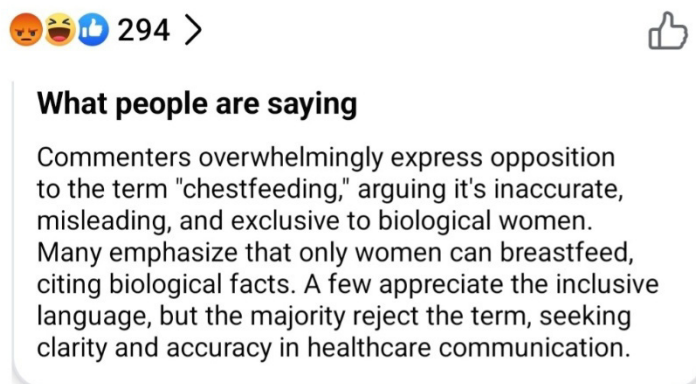 294
What people are saying
Commenters overwhelmingly express opposition
to the term "chestfeeding," arguing it's inaccurate,
misleading, and exclusive to biological women.
Many emphasize that only women can breastfeed,
citing biological facts. A few appreciate the inclusive
language, but the majority reject the term, seeking
clarity and accuracy in healthcare communication.